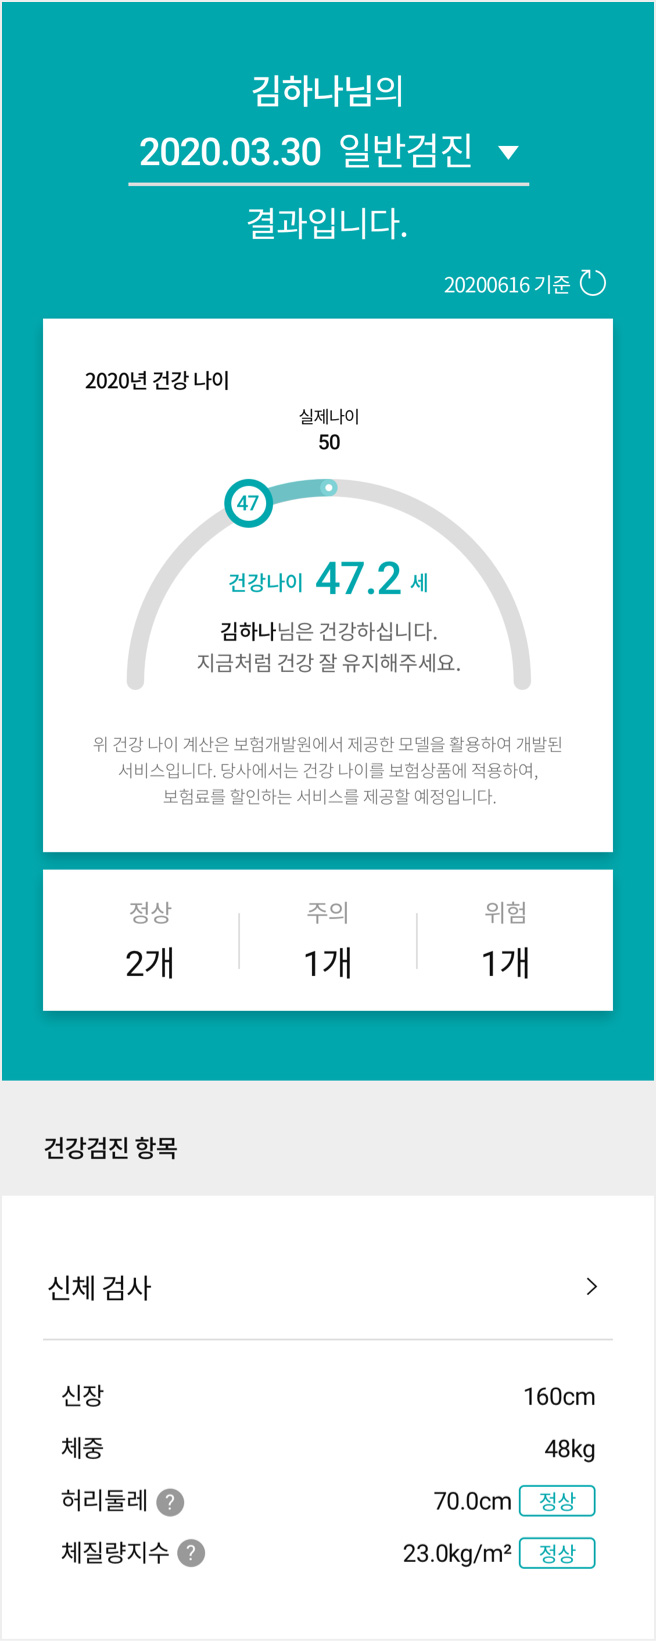 김하나님의
2020.03.30 일반검진
결과입니다.
20200616 기준
2020년 건강 나이
실제나이
50
47
건강나이 47.2 세
김하나님은 건강하십니다.
지금처럼 건강 잘 유지해주세요.
위 건강 나이 계산은 보험개발원에서 제공한 모델을 활용하여 개발된
서비스입니다. 당사에서는 건강 나이를 보험상품에 적용하여,
보험료를 할인하는 서비스를 제공할 예정입니다.
정상 주의 위험
2개 1개 1개
건강검진 항목
신체 검사
신장 160cm
체중 48kg
허리둘레 ? 70.0cm 정상
체질량지수 ? 23.0kg/m² 정상